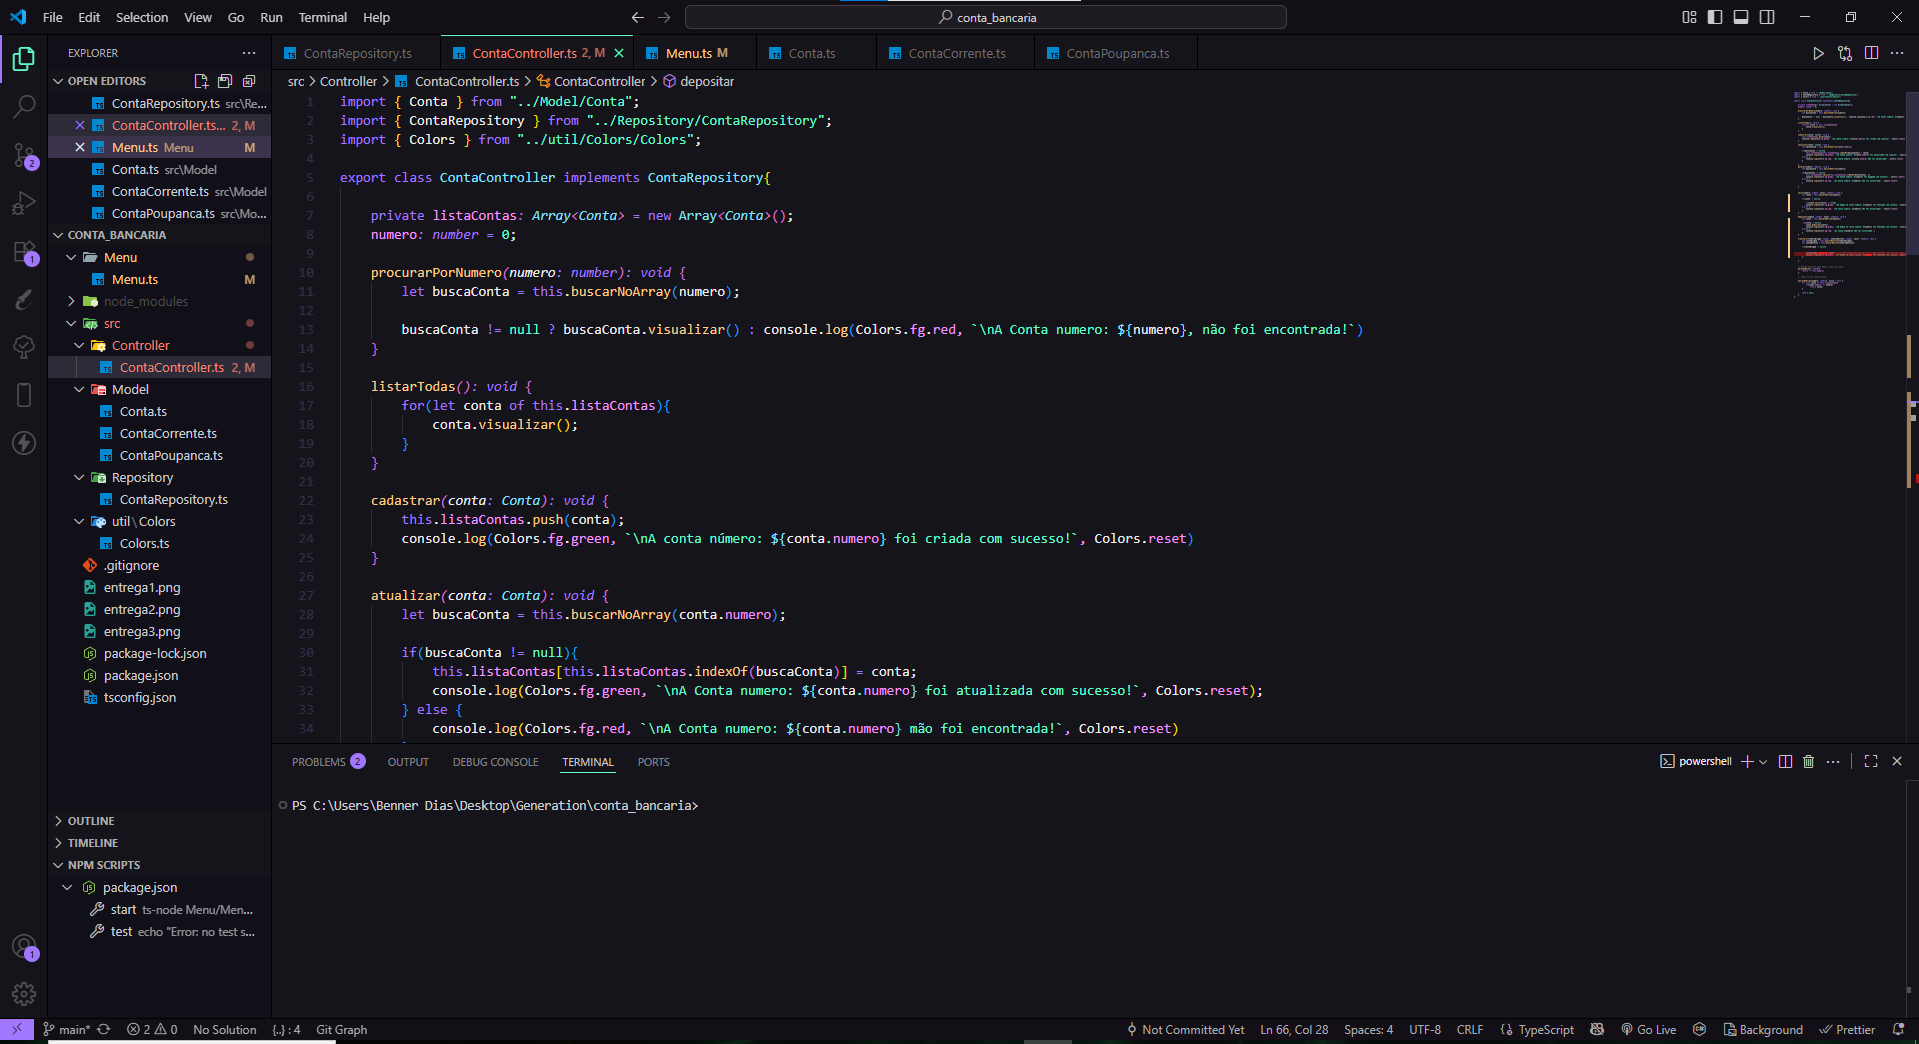 File Edit Selection View Go Run Terminal Help
conta_bancaria
EXPLORER
OPEN EDITORS
ContaRepository.ts src\Re...
ContaController.ts... 2, M
Menu.ts Menu M
Conta.ts src\Model
ContaCorrente.ts src\Model
ContaPoupanca.ts src\Mo...
CONTA_BANCARIA
Menu
Menu.ts M
node_modules
src
Controller
ContaController.ts 2, M
Model
Conta.ts
ContaCorrente.ts
ContaPoupanca.ts
Repository
ContaRepository.ts
util\Colors
Colors.ts
.gitignore
entrega1.png
entrega2.png
entrega3.png
package-lock.json
package.json
tsconfig.json
OUTLINE
TIMELINE
NPM SCRIPTS
package.json
start ts-node Menu/Men...
test echo "Error: no test s...
2
1
1
ContaRepository.ts ContaController.ts 2, M Menu.ts M Conta.ts ContaCorrente.ts ContaPoupanca.ts
src > Controller > ContaController.ts > ContaController > depositar
1 import { Conta } from "../Model/Conta";
2 import { ContaRepository } from "../Repository/ContaRepository";
3 import { Colors } from "../util/Colors/Colors";
4
5 export class ContaController implements ContaRepository{
6
7 private listaContas: Array<Conta> = new Array<Conta>();
8 numero: number = 0;
9
10 procurarPorNumero(numero: number): void {
11 let buscaConta = this.buscarNoArray(numero);
12
13 buscaConta != null ? buscaConta.visualizar() : console.log(Colors.fg.red, `\nA Conta numero: ${numero}, não foi encontrada!`)
14 }
15
16 listarTodas(): void {
17 for(let conta of this.listaContas){
18 conta.visualizar();
19 }
20 }
21
22 cadastrar(conta: Conta): void {
23 this.listaContas.push(conta);
24 console.log(Colors.fg.green, `\nA conta número: ${conta.numero} foi criada com sucesso!`, Colors.reset)
25 }
26
27 atualizar(conta: Conta): void {
28 let buscaConta = this.buscarNoArray(conta.numero);
29
30 if(buscaConta != null){
31 this.listaContas[this.listaContas.indexOf(buscaConta)] = conta;
32 console.log(Colors.fg.green, `\nA Conta numero: ${conta.numero} foi atualizada com sucesso!`, Colors.reset);
33 } else {
34 console.log(Colors.fg.red, `\nA Conta numero: ${conta.numero} mão foi encontrada!`, Colors.reset)
PROBLEMS 2 OUTPUT DEBUG CONSOLE TERMINAL PORTS
powershell
PS C:\Users\Benner Dias\Desktop\Generation\conta_bancaria>
main* 2 0 No Solution {..} : 4 Git Graph
Not Committed Yet Ln 66, Col 28 Spaces: 4 UTF-8 CRLF TypeScript Go Live Background Prettier